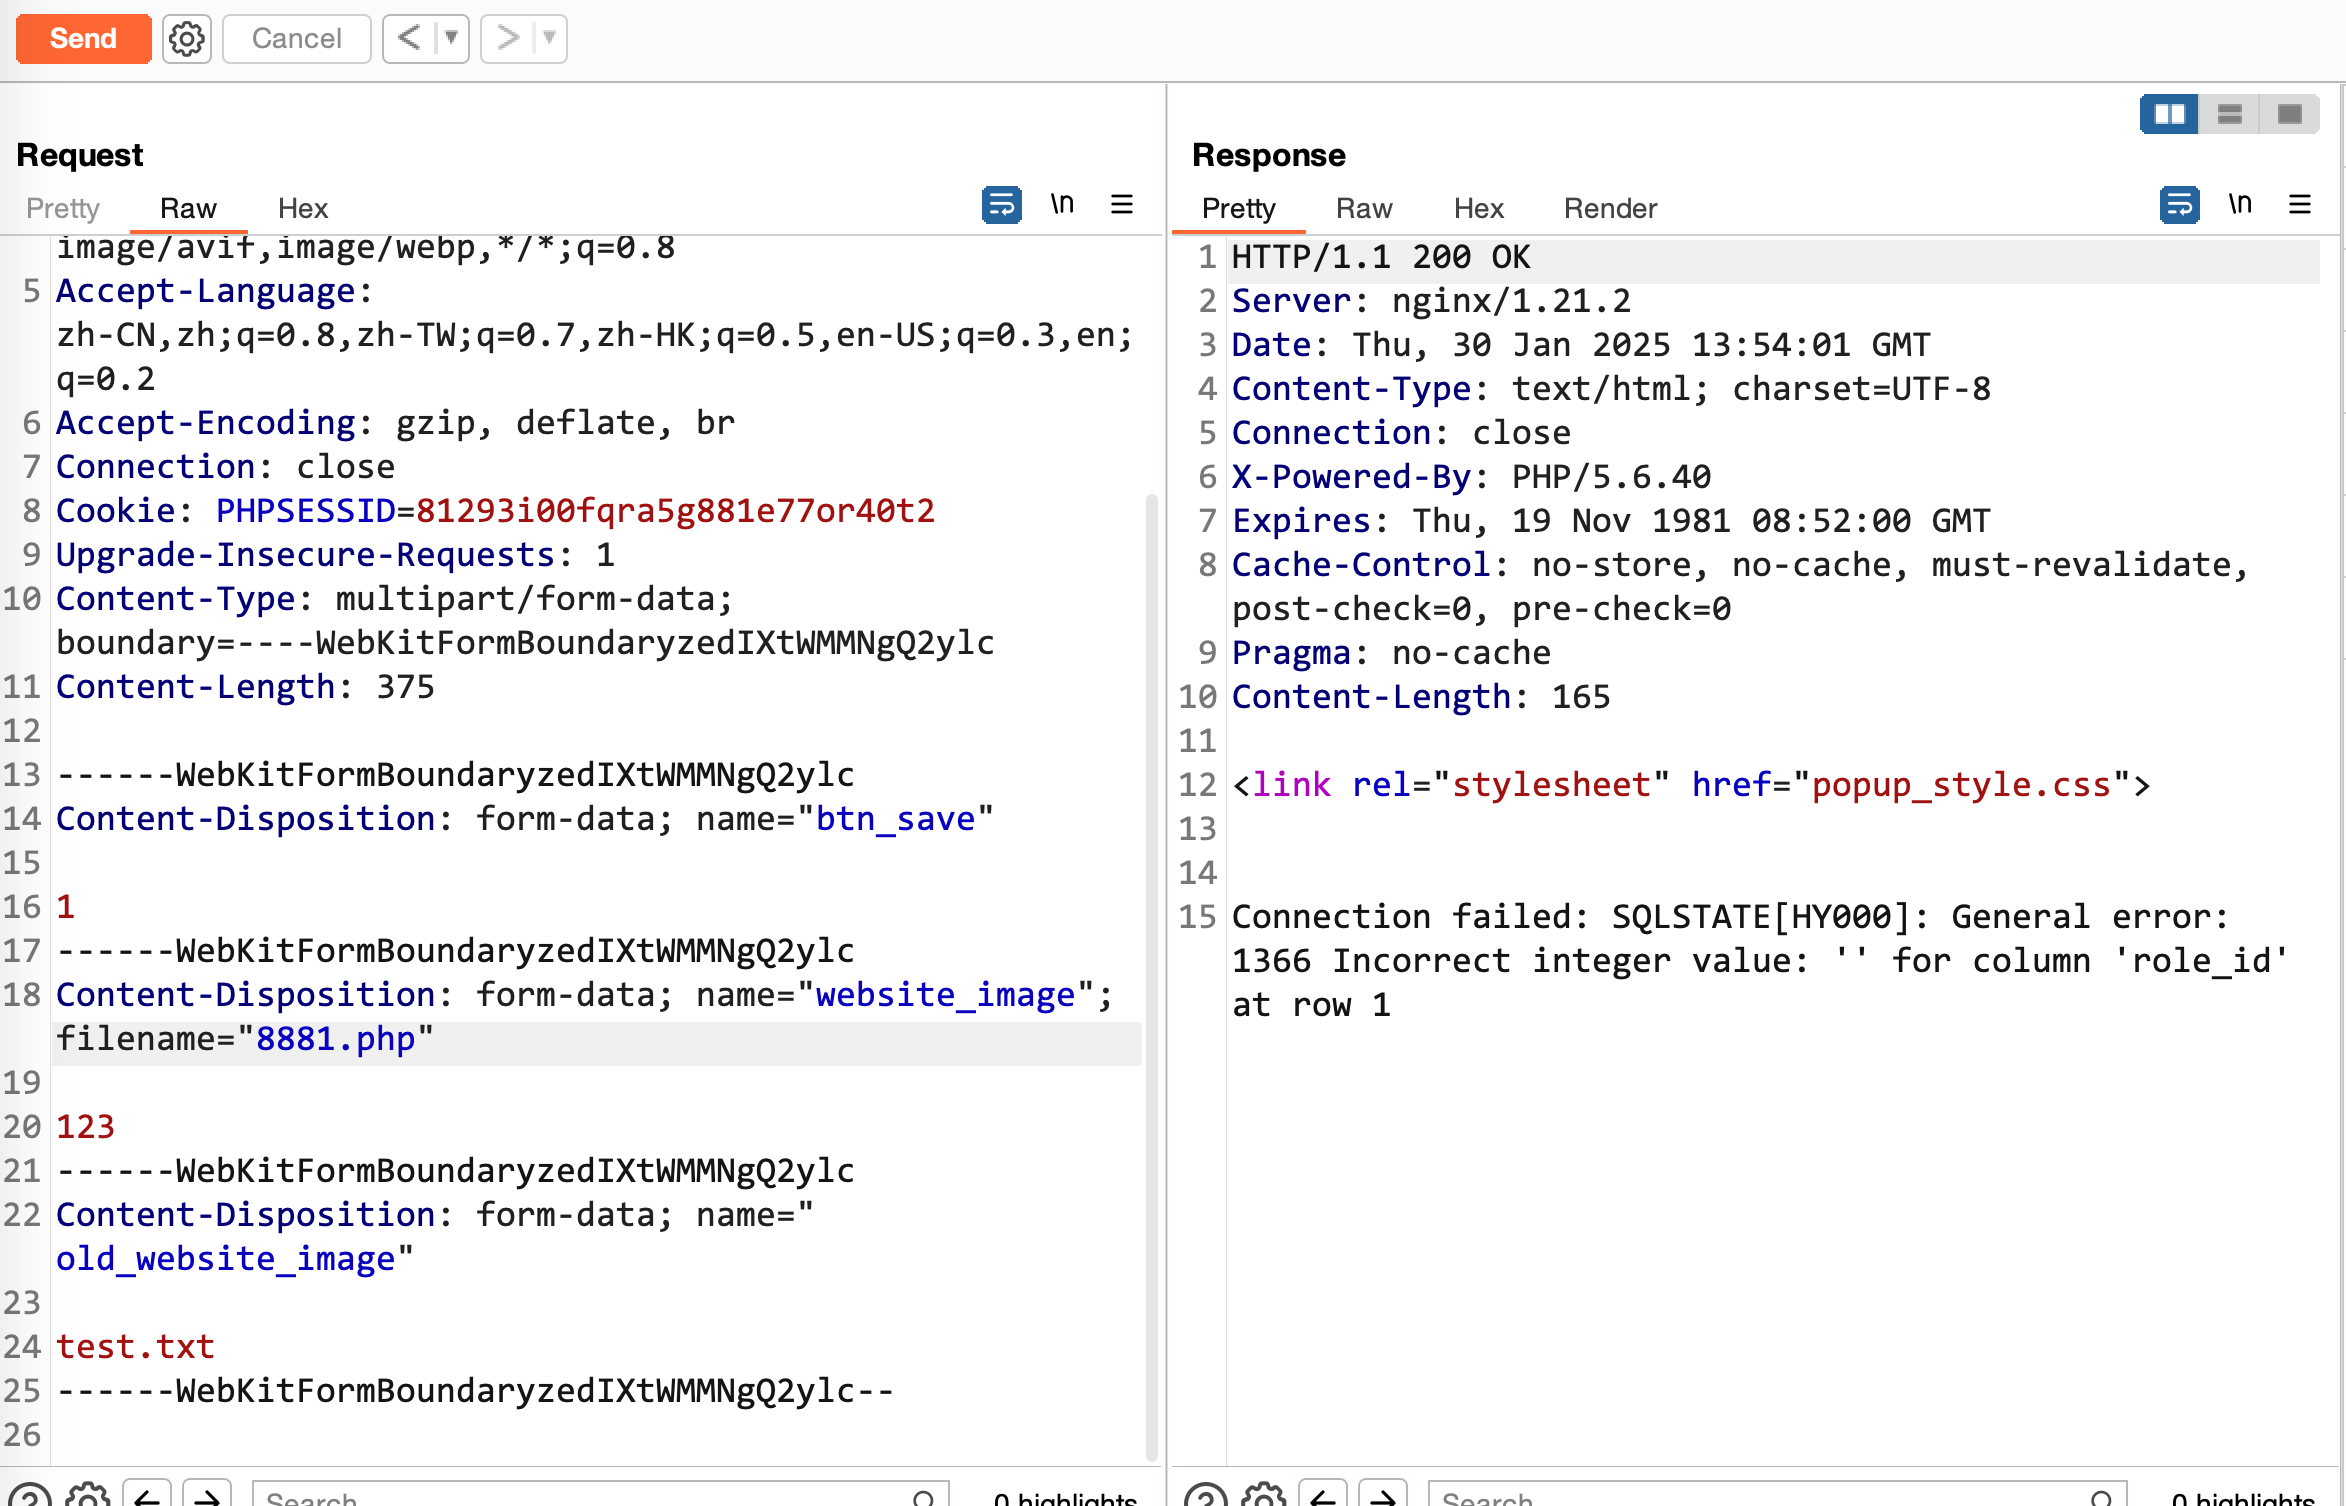 Send
Cancel
Request
Pretty
Raw
Hex
\n
image/avif,image/webp,*/*;q=0.8
5 Accept-Language:
zh-CN,zh;q=0.8,zh-TW;q=0.7,zh-HK;q=0.5,en-US;q=0.3,en;
q=0.2
6 Accept-Encoding: gzip, deflate, br
7 Connection: close
8 Cookie: PHPSESSID=81293i00fqra5g881e77or40t2
9 Upgrade-Insecure-Requests: 1
10 Content-Type: multipart/form-data;
boundary=----WebKitFormBoundaryzedIXtWMMNgQ2ylc
11 Content-Length: 375
12
13 ------WebKitFormBoundaryzedIXtWMMNgQ2ylc
14 Content-Disposition: form-data; name="btn_save"
15
16 1
17 ------WebKitFormBoundaryzedIXtWMMNgQ2ylc
18 Content-Disposition: form-data; name="website_image";
filename="8881.php"
19
20 123
21 ------WebKitFormBoundaryzedIXtWMMNgQ2ylc
22 Content-Disposition: form-data; name="
old_website_image"
23
24 test.txt
25 ------WebKitFormBoundaryzedIXtWMMNgQ2ylc--
26
Search
0 highlights
Response
Pretty
Raw
Hex
Render
\n
1 HTTP/1.1 200 OK
2 Server: nginx/1.21.2
3 Date: Thu, 30 Jan 2025 13:54:01 GMT
4 Content-Type: text/html; charset=UTF-8
5 Connection: close
6 X-Powered-By: PHP/5.6.40
7 Expires: Thu, 19 Nov 1981 08:52:00 GMT
8 Cache-Control: no-store, no-cache, must-revalidate,
post-check=0, pre-check=0
9 Pragma: no-cache
10 Content-Length: 165
11
12 <link rel="stylesheet" href="popup_style.css">
13
14
15 Connection failed: SQLSTATE[HY000]: General error:
1366 Incorrect integer value: '' for column 'role_id'
at row 1
Search
0 highlights